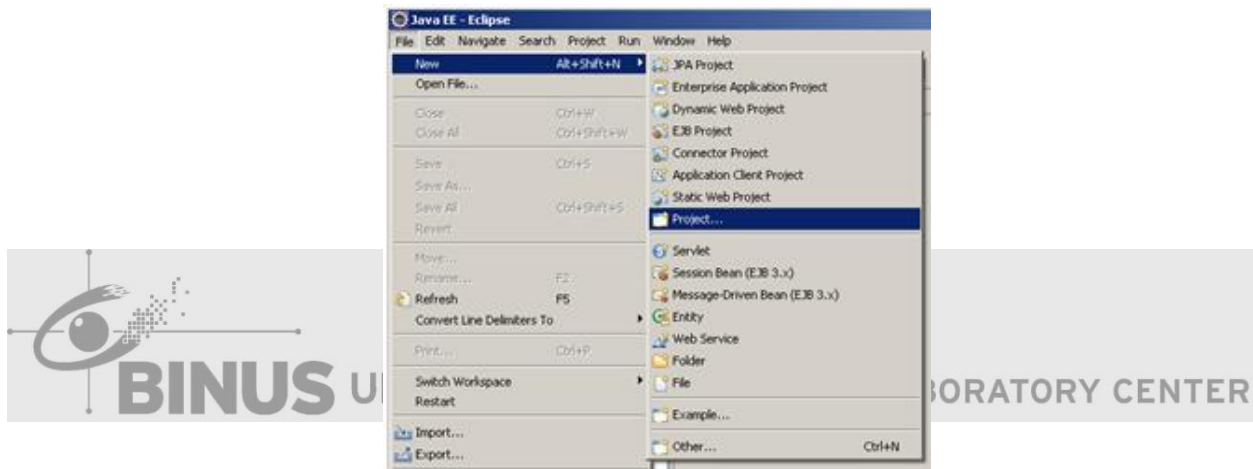 Java EE - Eclipse
File Edit Navigate Search Project Run Window Help
New Alt+Shift+N
Open File...
Close Ctrl+W
Close All Ctrl+Shift+W
Save Ctrl+S
Save As...
Save All Ctrl+Shift+S
Revert
Move...
Rename... F2
Refresh F5
Convert Line Delimiters To
Print... Ctrl+P
Switch Workspace
Restart
Import...
Export...
JPA Project
Enterprise Application Project
Dynamic Web Project
EJB Project
Connector Project
Application Client Project
Static Web Project
Project...
Servlet
Session Bean (EJB 3.x)
Message-Driven Bean (EJB 3.x)
Entity
Web Service
Folder
File
Example...
Other... Ctrl+N
BINUS U
BORATORY CENTER